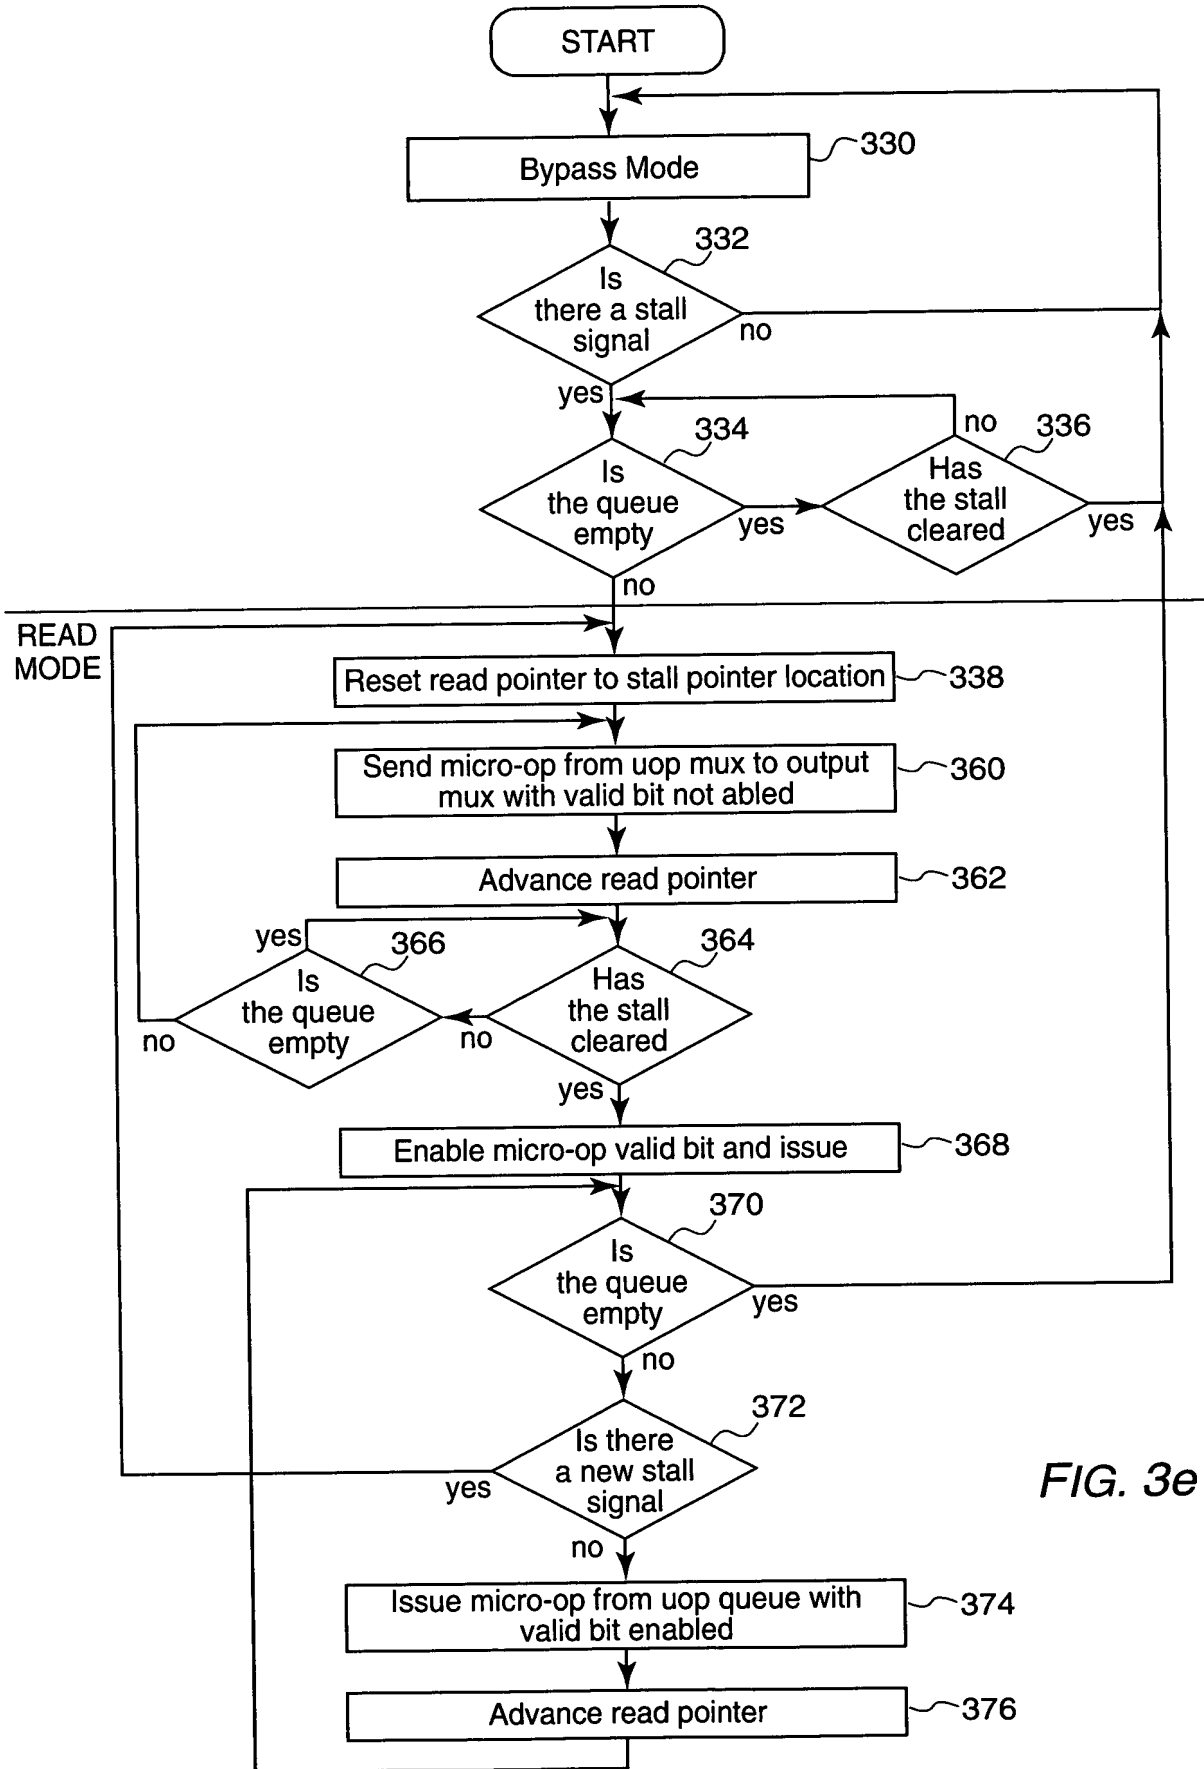 START
Bypass Mode
330
332
Is
there a stall
signal
no
yes
334
Is
the queue
empty
yes
no
336
Has
the stall
cleared
no
yes
READ
MODE
Reset read pointer to stall pointer location
338
Send micro-op from uop mux to output
mux with valid bit not abled
360
Advance read pointer
362
yes
366
Is
the queue
empty
no
364
Has
the stall
cleared
no
yes
Enable micro-op valid bit and issue
368
370
Is
the queue
empty
yes
no
372
Is there
a new stall
signal
yes
no
FIG. 3e
Issue micro-op from uop queue with
valid bit enabled
374
Advance read pointer
376